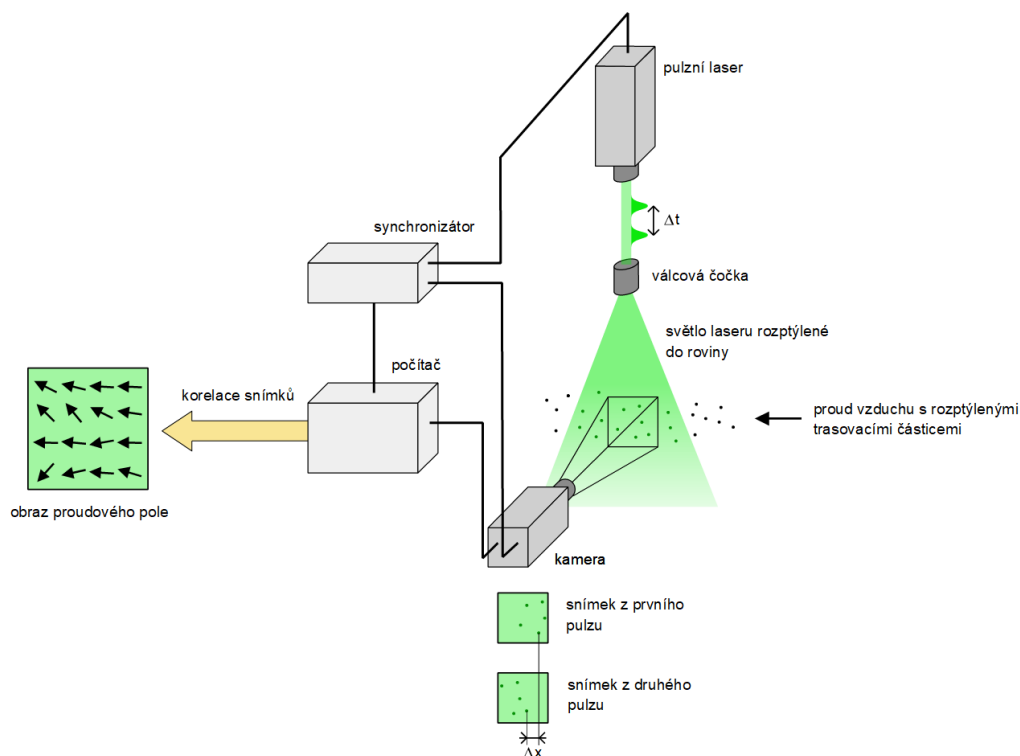 pulzní laser
Δt
synchronizátor
válcová čočka
světlo laseru rozptýlené
do roviny
počítač
korelace snímků
proud vzduchu s rozptýlenými
trasovacími částicemi
obraz proudového pole
kamera
snímek z prvního
pulzu
snímek z druhého
pulzu
Δx